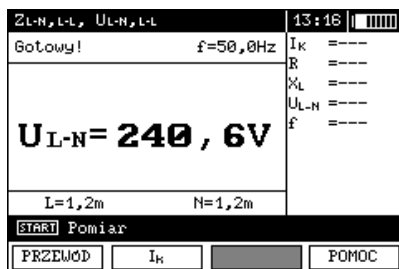 ZL-N,L-L, UL-N,L-L 13:16
Gotowy! f=50,0Hz
IK =---
R =---
XL =---
UL-N =---
f =---
UL-N= 240,6V
L=1,2m N=1,2m
START Pomiar
PRZEWÓD IK POMOC